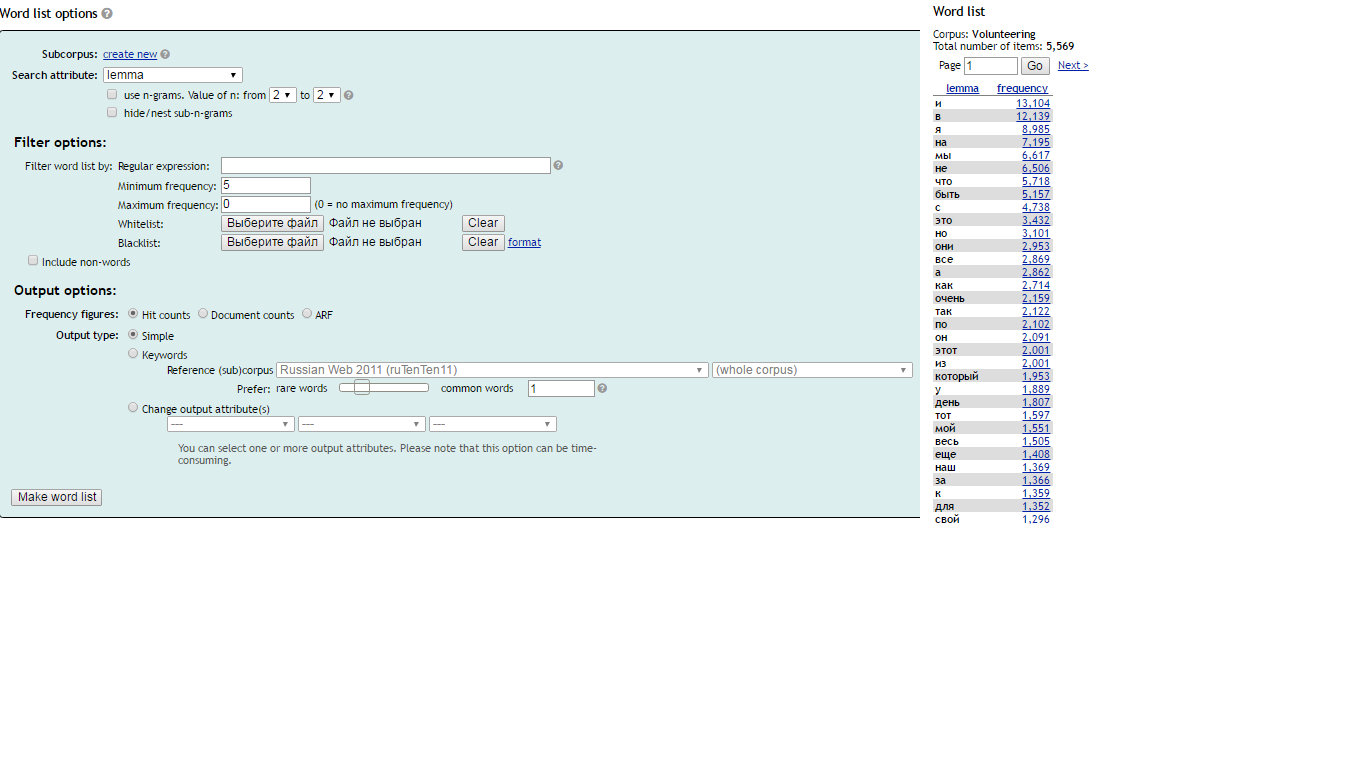 Word list options
Subcorpus: create new
Search attribute: lemma
use n-grams. Value of n: from 2 to 2
hide/nest sub-n-grams
Filter options:
Filter word list by: Regular expression:
Minimum frequency: 5
Maximum frequency: 0 (0 = no maximum frequency)
Whitelist: Выберите файл Файл не выбран Clear
Blacklist: Выберите файл Файл не выбран Clear format
Include non-words
Output options:
Frequency figures: Hit counts Document counts ARF
Output type: Simple
Keywords
Reference (sub)corpus Russian Web 2011 (ruTenTen11) (whole corpus)
Prefer: rare words common words 1
Change output attribute(s)
--- --- ---
You can select one or more output attributes. Please note that this option can be time-
consuming.
Make word list
Word list
Corpus: Volunteering
Total number of items: 5,569
Page 1 Go Next >
lemma frequency
и 13,104
в 12,139
я 8,985
на 7,195
мы 6,617
не 6,506
что 5,718
быть 5,157
с 4,738
это 3,432
но 3,101
они 2,953
все 2,869
а 2,862
как 2,714
очень 2,159
так 2,122
по 2,102
он 2,091
этот 2,001
из 2,001
который 1,953
у 1,889
день 1,807
тот 1,597
мой 1,551
весь 1,505
еще 1,408
наш 1,369
за 1,366
к 1,359
для 1,352
свой 1,296